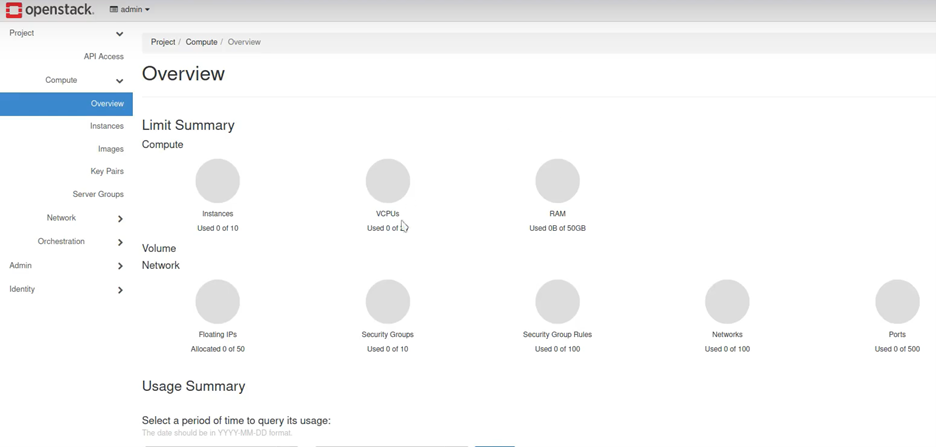 openstack. admin
Project
API Access
Compute
Overview
Instances
Images
Key Pairs
Server Groups
Network
Orchestration
Admin
Identity
Project / Compute / Overview
Overview
Limit Summary
Compute
Instances VCPUs RAM
Used 0 of 10 Used 0 of Used 0B of 50GB
Volume
Network
Floating IPs Security Groups Security Group Rules Networks Ports
Allocated 0 of 50 Used 0 of 10 Used 0 of 100 Used 0 of 100 Used 0 of 500
Usage Summary
Select a period of time to query its usage:
The date should be in YYYY-MM-DD format.